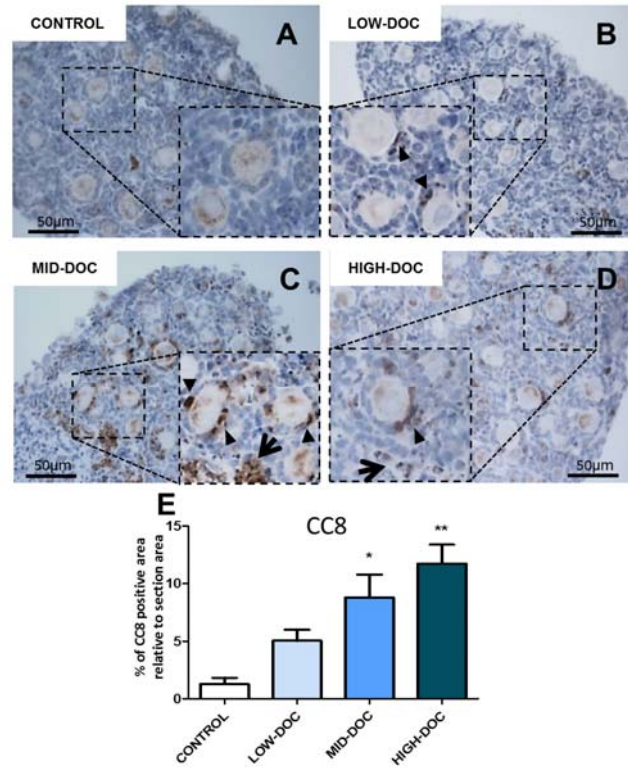 CONTROL
A
50μm
LOW-DOC
B
50μm
MID-DOC
C
50μm
HIGH-DOC
D
50μm
E
CC8
% of CC8 positive area
relative to section area
15
10
5
0
*
**
CONTROL
LOW-DOC
MID-DOC
HIGH-DOC